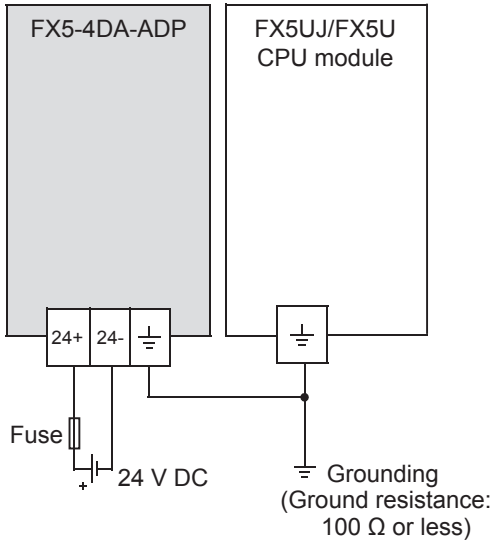 FX5-4DA-ADP
FX5UJ/FX5U
CPU module
24+ 24-
Fuse
+
24 V DC
Grounding
(Ground resistance:
100 Ω or less)